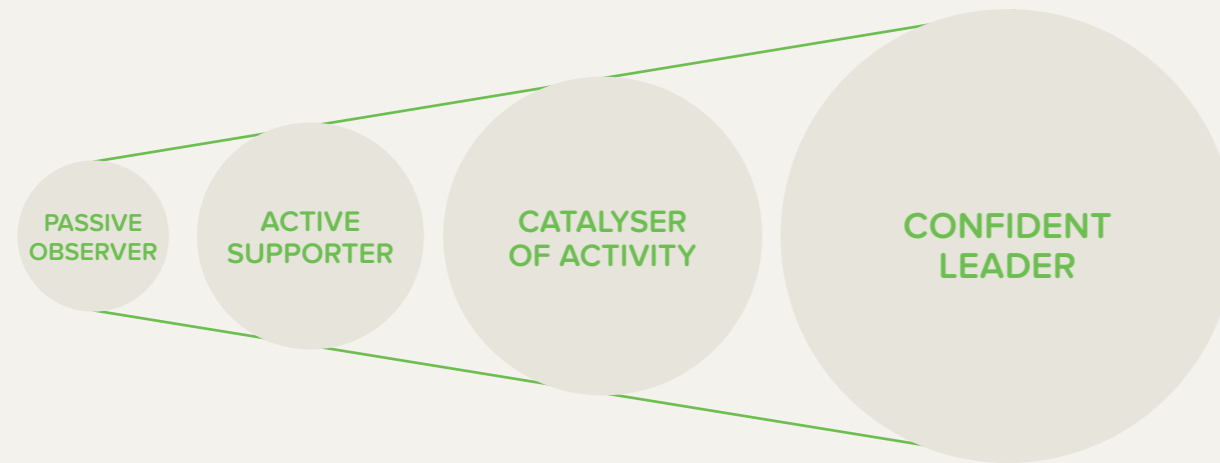 PASSIVE
OBSERVER
ACTIVE
SUPPORTER
CATALYSER
OF ACTIVITY
CONFIDENT
LEADER